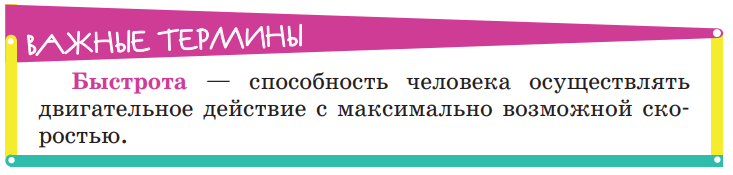 ВАЖНЫЕ ТЕРМИНЫ
Быстрота — способность человека осуществлять
двигательное действие с максимально возможной ско-
ростью.